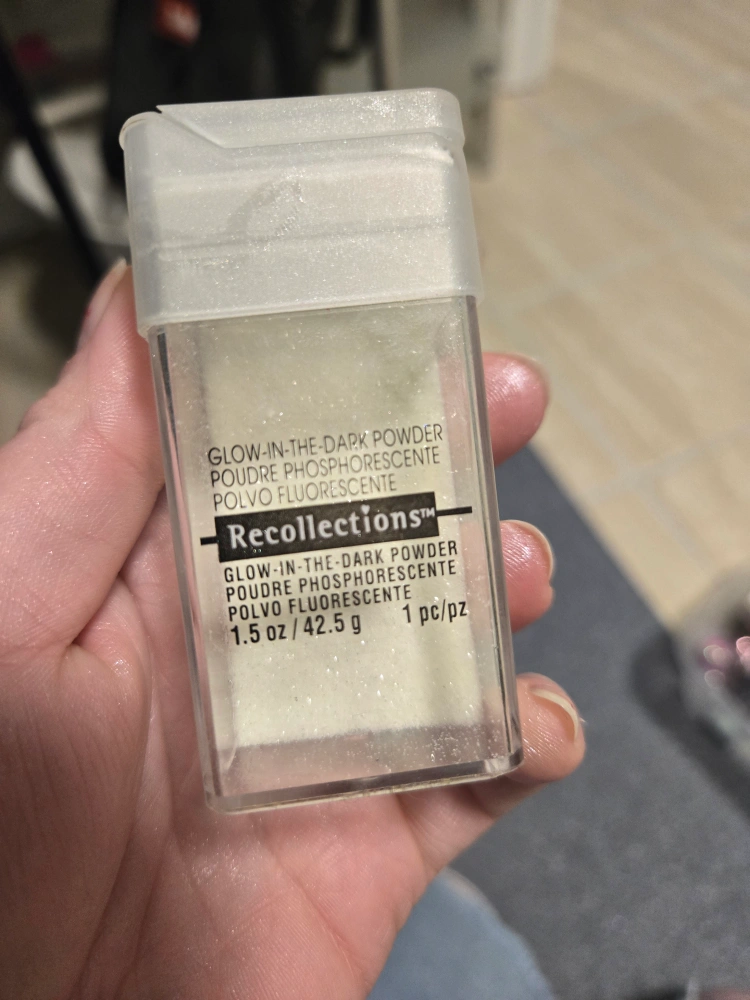 GLOW-IN-THE-DARK POWDER
POUDRE PHOSPHORESCENTE
POLVO FLUORESCENTE
Recollections™
GLOW-IN-THE-DARK POWDER
POUDRE PHOSPHORESCENTE
POLVO FLUORESCENTE
1.5 oz / 42.5 g 1 pc/pz